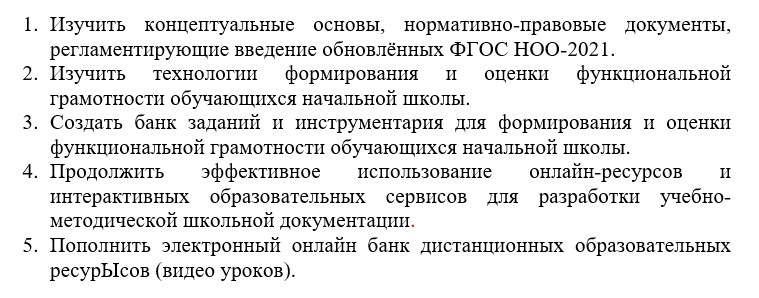 1. Изучить концептуальные основы, нормативно-правовые документы,
регламентирующие введение обновлённых ФГОС НОО-2021.
2. Изучить технологии формирования и оценки функциональной
грамотности обучающихся начальной школы.
3. Создать банк заданий и инструментария для формирования и оценки
функциональной грамотности обучающихся начальной школы.
4. Продолжить эффективное использование онлайн-ресурсов и
интерактивных образовательных сервисов для разработки учебно-
методической школьной документации.
5. Пополнить электронный онлайн банк дистанционных образовательных
ресурЫсов (видео уроков).